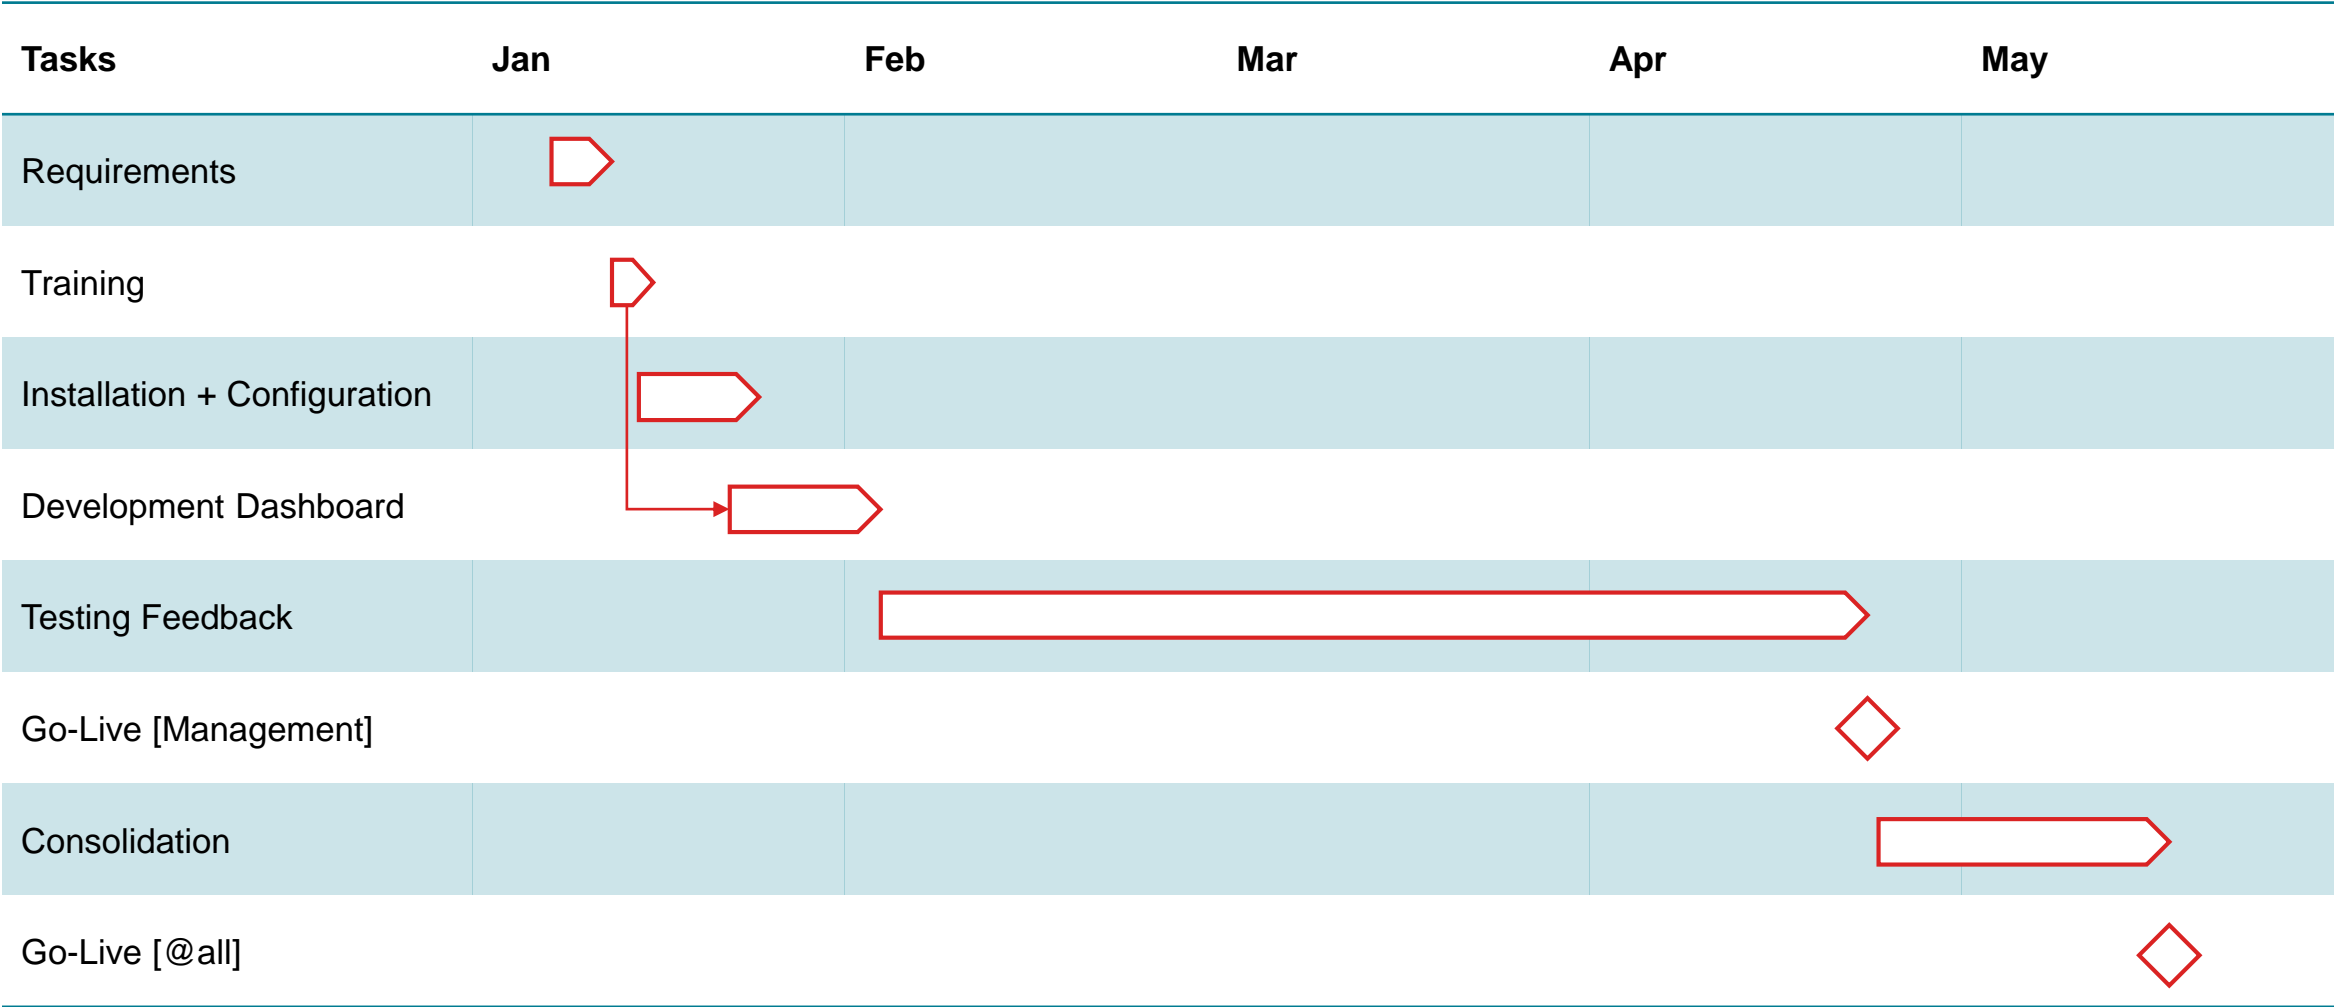 Tasks Jan Feb Mar Apr May
Requirements
Training
Installation + Configuration
Development Dashboard
Testing Feedback
Go-Live [Management]
Consolidation
Go-Live [@all]